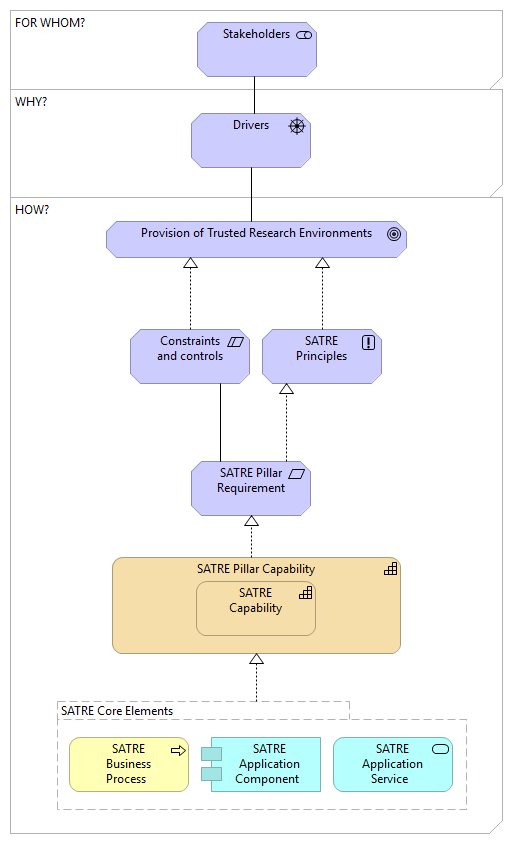 FOR WHOM?
Stakeholders
WHY?
Drivers
HOW?
Provision of Trusted Research Environments
Constraints
and controls
SATRE
Principles
SATRE Pillar
Requirement
SATRE Pillar Capability
SATRE
Capability
SATRE Core Elements
SATRE
Business
Process
SATRE
Application
Component
SATRE
Application
Service